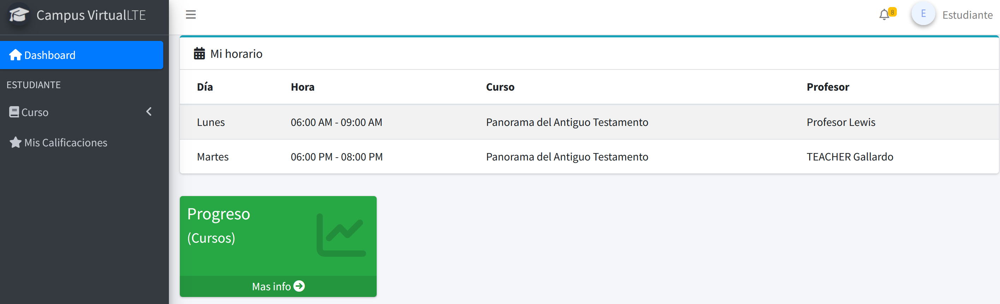 Campus VirtualLTE
8
E
Estudiante
Dashboard
ESTUDIANTE
Curso
Mis Calificaciones
Mi horario
Día Hora Curso Profesor
Lunes 06:00 AM - 09:00 AM Panorama del Antiguo Testamento Profesor Lewis
Martes 06:00 PM - 08:00 PM Panorama del Antiguo Testamento TEACHER Gallardo
Progreso
(Cursos)
Mas info